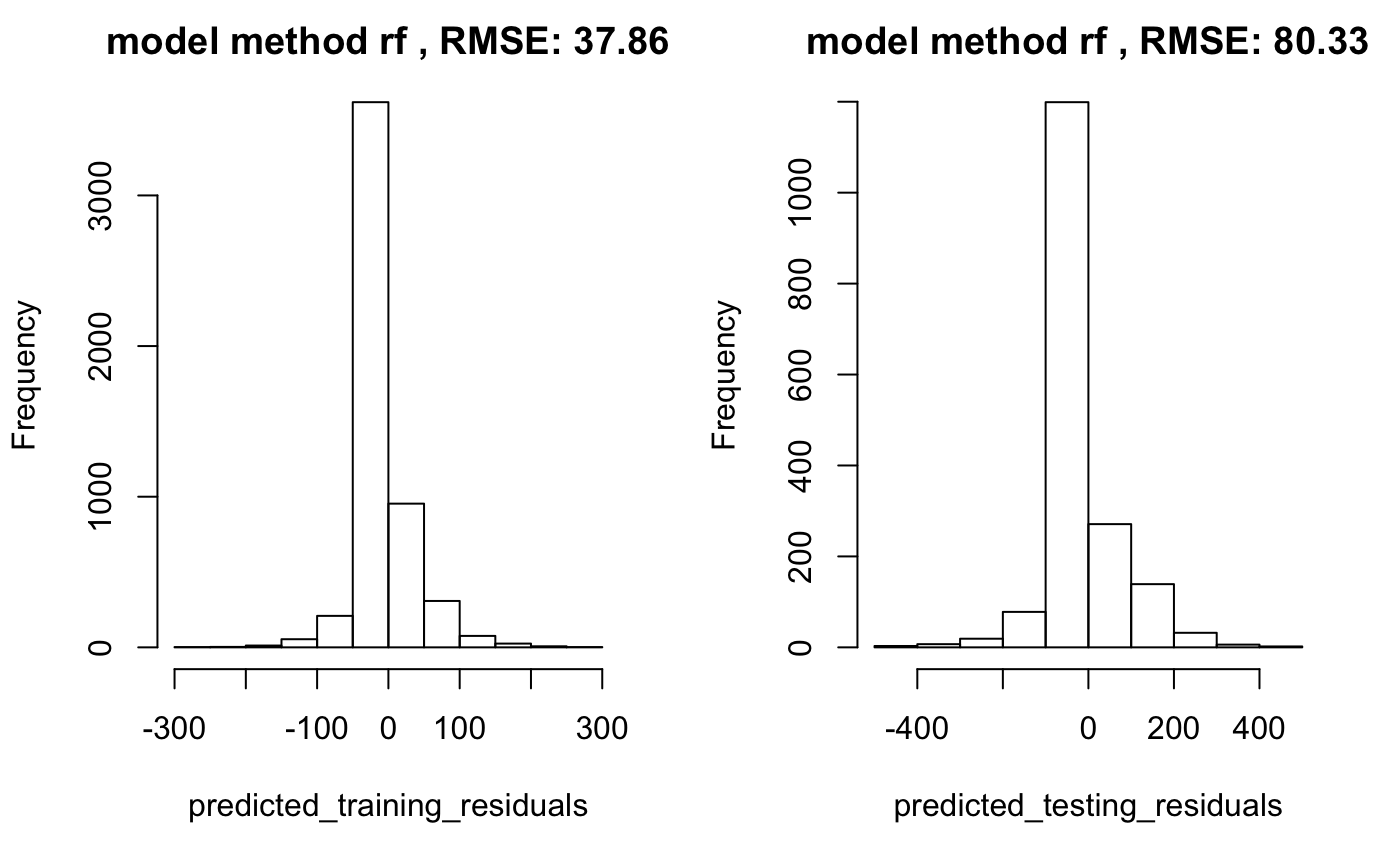 model method rf , RMSE: 37.86
Frequency
3000
2000
1000
0
-300 -100 0 100 300
predicted_training_residuals
model method rf , RMSE: 80.33
Frequency
1000
800
600
400
200
0
-400 0 200 400
predicted_testing_residuals